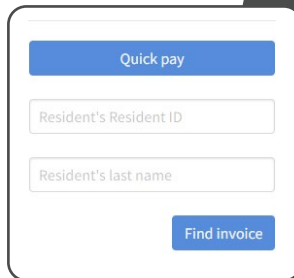 Quick pay
Resident's Resident ID
Resident's last name
Find invoice